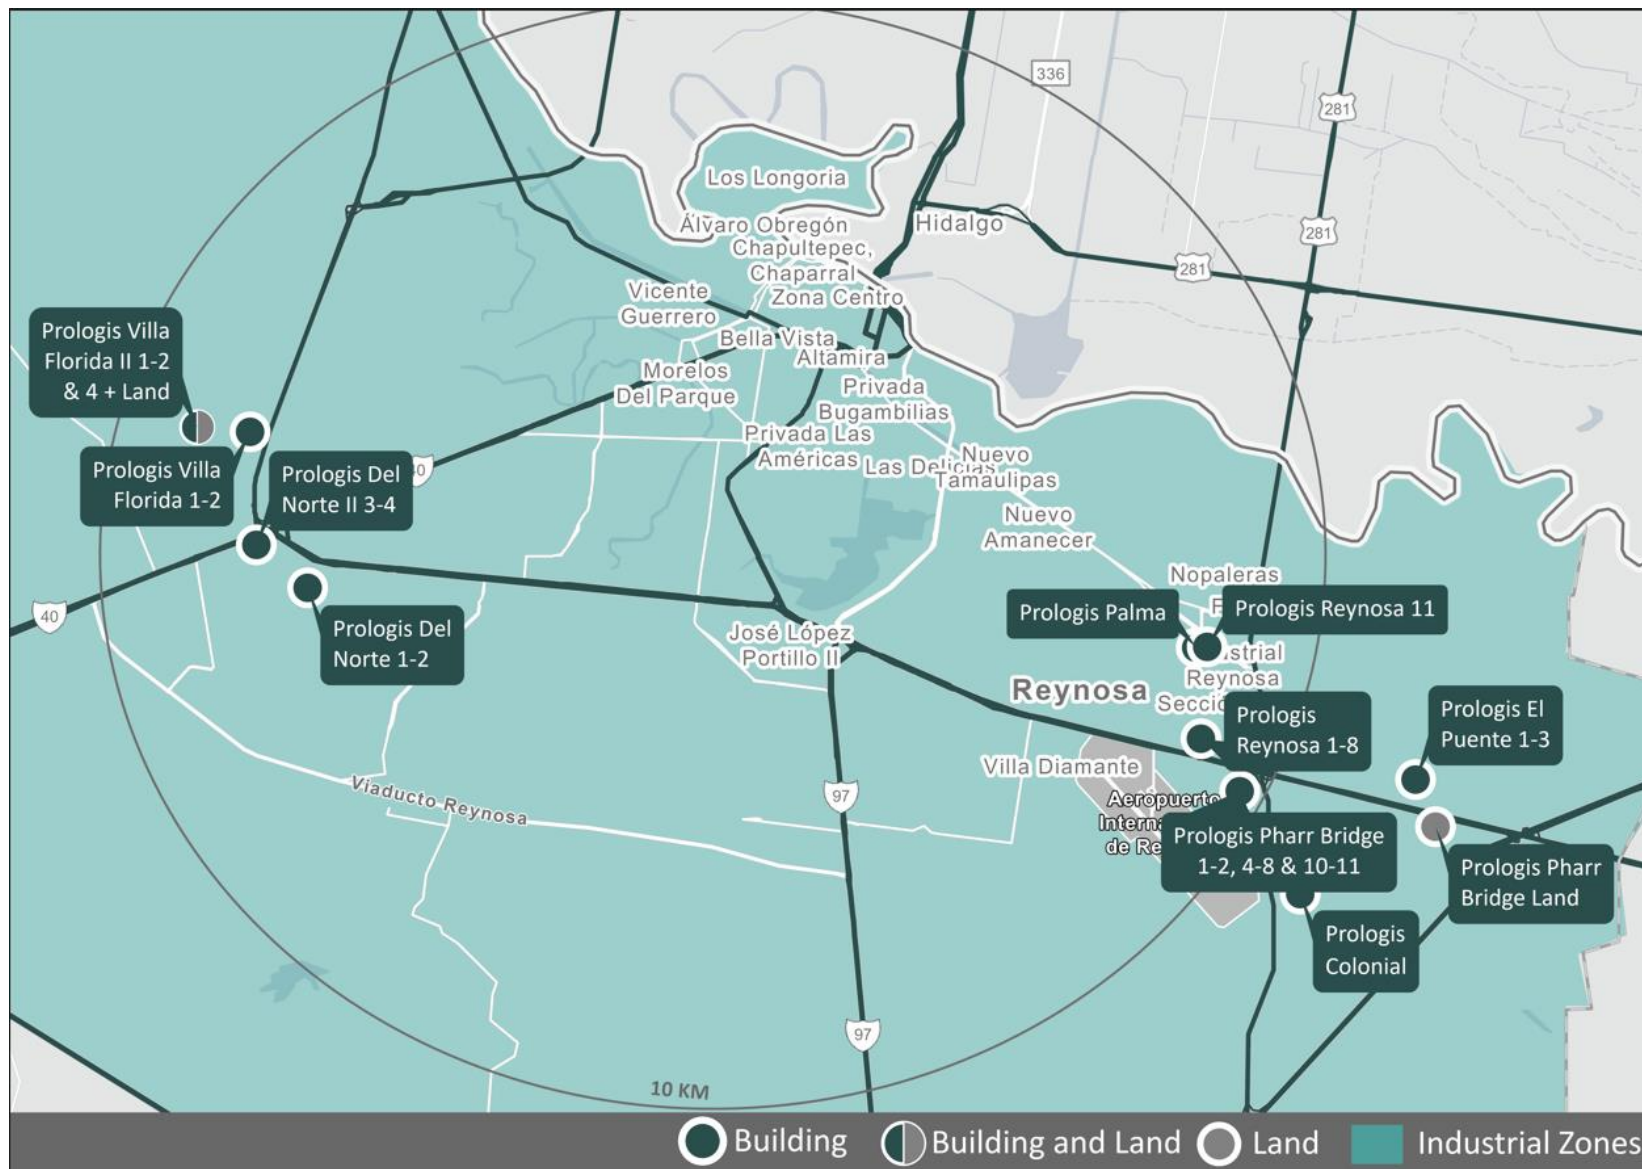 336
281
Los Longoria
Álvaro Obregón
Hidalgo
Chapultepec,
Chaparral
281
281
Vicente
Guerrero
Zona Centro
Prologis Villa
Florida II 1-2
& 4 + Land
Bella Vista
Altamira
Morelos
Del Parque
Privada
Bugambilias
Privada Las
Américas
Las Delicias
Nuevo
Tamaulipas
Prologis Villa
Florida 1-2
Prologis Del
Norte II 3-4
Nuevo
Amanecer
Nopaleras
40
Prologis Palma
Prologis Reynosa 11
Prologis Del
Norte 1-2
José López
Portillo II
Reynosa
Reynosa
Prologis
Reynosa 1-8
Prologis El
Puente 1-3
Villa Diamante
Viaducto Reynosa
97
Aeropuerto
Prologis Pharr Bridge
1-2, 4-8 & 10-11
Prologis Pharr
Bridge Land
Prologis
Colonial
97
10 KM
Building
Building and Land
Land
Industrial Zones